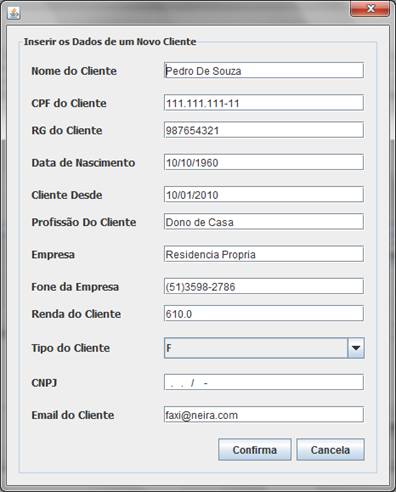 Inserir os Dados de um Novo Cliente
Nome do Cliente Pedro De Souza
CPF do Cliente 111.111.111-11
RG do Cliente 987654321
Data de Nascimento 10/10/1960
Cliente Desde 10/01/2010
Profissão Do Cliente Dono de Casa
Empresa Residencia Propria
Fone da Empresa (51)3598-2786
Renda do Cliente 610.0
Tipo do Cliente F
CNPJ . . / -
Email do Cliente faxi@neira.com
Confirma Cancela